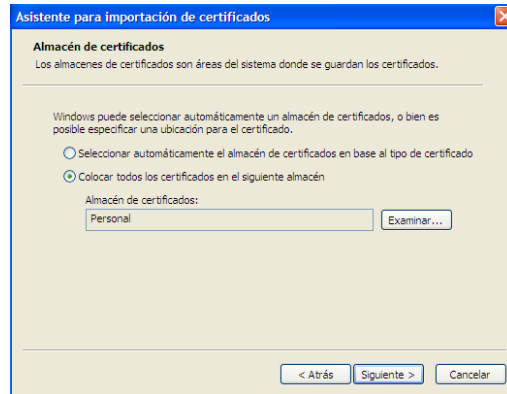 Asistente para importación de certificados
Almacén de certificados
Los almacenes de certificados son áreas del sistema donde se guardan los certificados.
Windows puede seleccionar automáticamente un almacén de certificados, o bien es
posible especificar una ubicación para el certificado.
Seleccionar automáticamente el almacén de certificados en base al tipo de certificado
Colocar todos los certificados en el siguiente almacén
Almacén de certificados:
Personal
Examinar...
< Atrás
Siguiente >
Cancelar